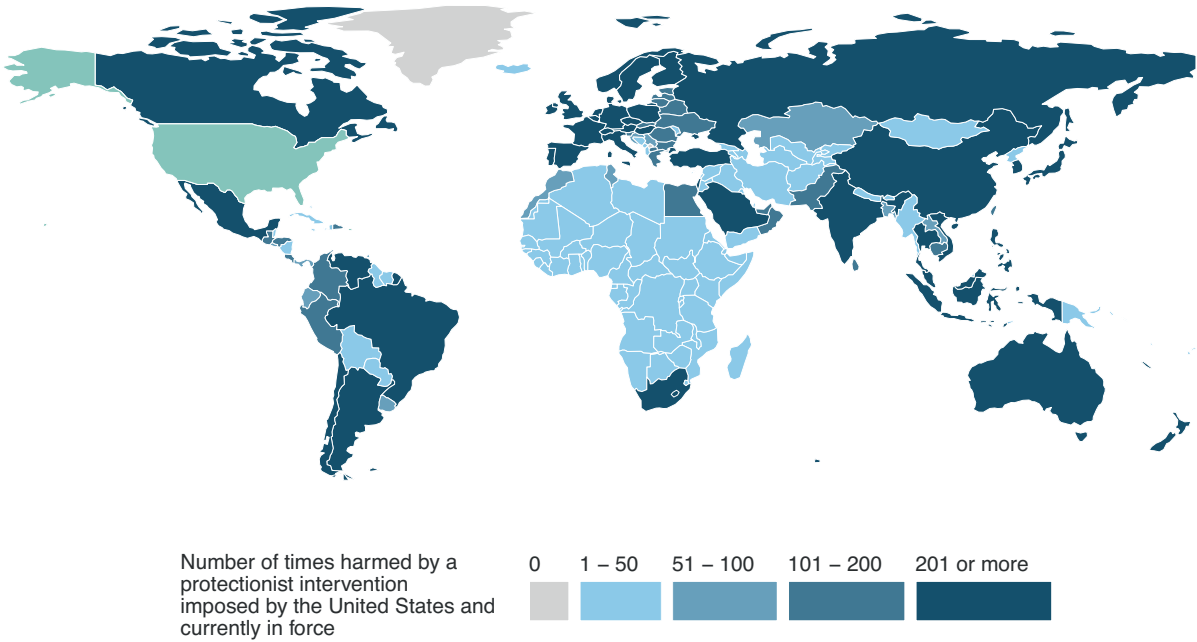 Number of times harmed by a
protectionist intervention
imposed by the United States and
currently in force
0
1 – 50
51 – 100
101 – 200
201 or more